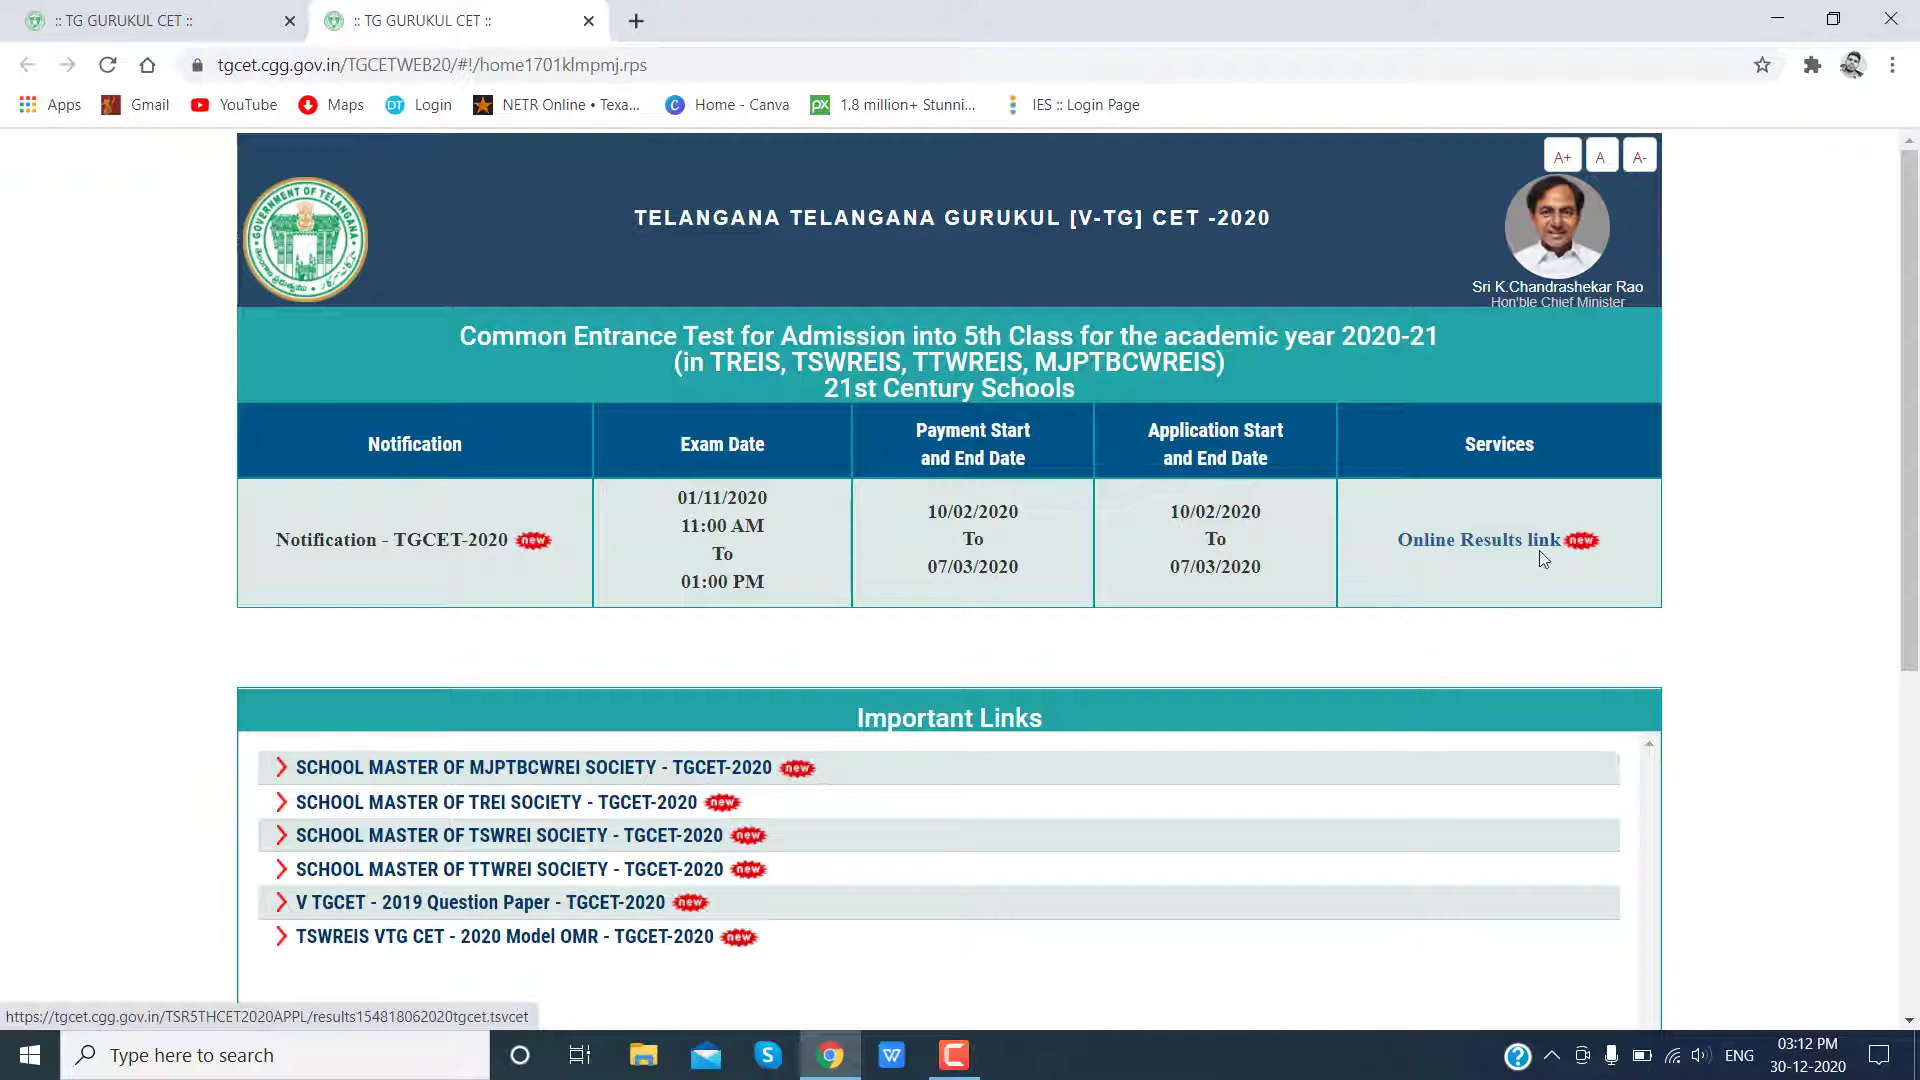 :: TG GURUKUL CET ::
:: TG GURUKUL CET ::
tgcet.cgg.gov.in/TGCETWEB20/#!/home1701klmpmj.rps
Apps
Gmail
YouTube
Maps
DT
Login
NETR Online • Texa...
C
Home - Canva
px
1.8 million+ Stunni...
IES :: Login Page
A+
A
A-
GOVERNMENT OF TELANGANA
TELANGANA TELANGANA GURUKUL [V-TG] CET -2020
Sri K.Chandrashekar Rao
Hon'ble Chief Minister
Common Entrance Test for Admission into 5th Class for the academic year 2020-21
(in TREIS, TSWREIS, TTWREIS, MJPTBCWREIS)
21st Century Schools
Notification
Exam Date
Payment Start
and End Date
Application Start
and End Date
Services
Notification - TGCET-2020 new
01/11/2020
11:00 AM
To
01:00 PM
10/02/2020
To
07/03/2020
10/02/2020
To
07/03/2020
Online Results link new
Important Links
SCHOOL MASTER OF MJPTBCWREI SOCIETY - TGCET-2020 new
SCHOOL MASTER OF TREI SOCIETY - TGCET-2020 new
SCHOOL MASTER OF TSWREI SOCIETY - TGCET-2020 new
SCHOOL MASTER OF TTWREI SOCIETY - TGCET-2020 new
V TGCET - 2019 Question Paper - TGCET-2020 new
TSWREIS VTG CET - 2020 Model OMR - TGCET-2020 new
https://tgcet.cgg.gov.in/TSR5THCET2020APPL/results154818062020tgcet.tsvcet
Type here to search
ENG
03:12 PM
30-12-2020